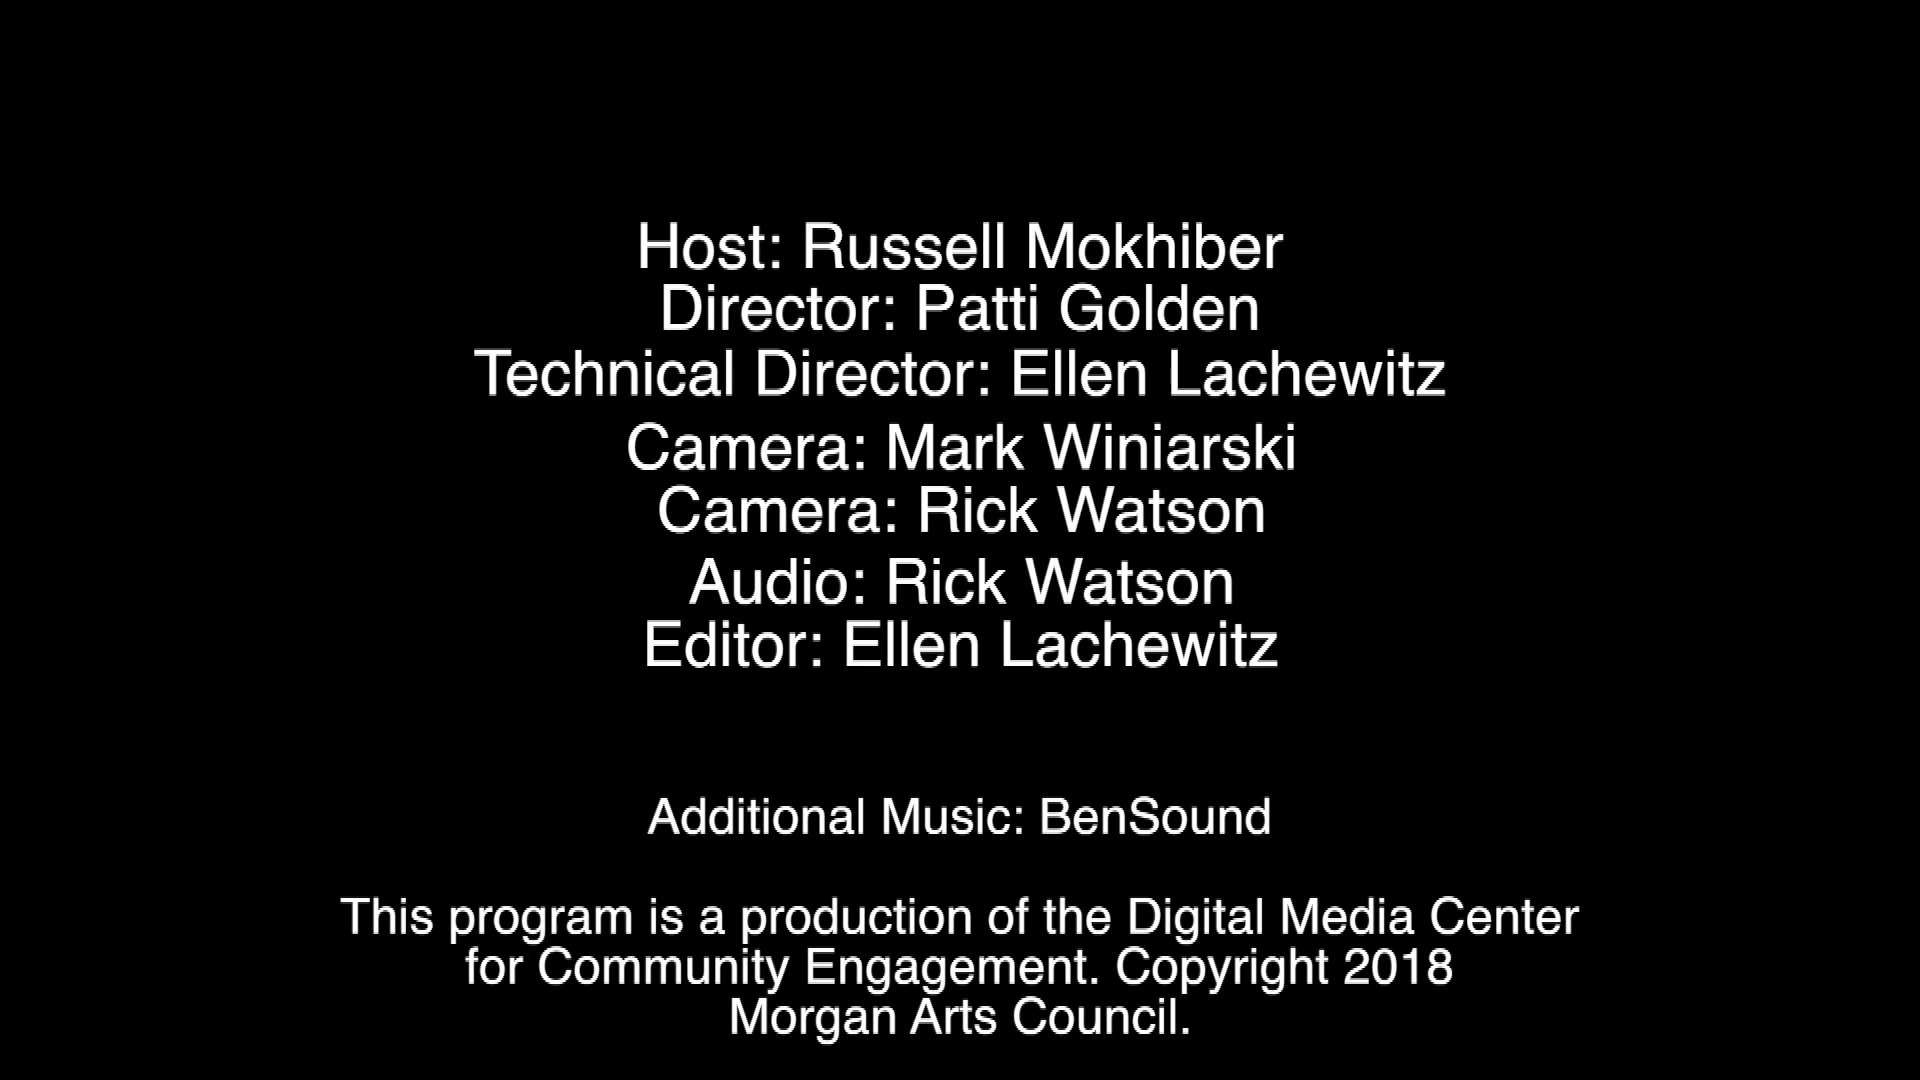 Host: Russell Mokhiber
Director: Patti Golden
Technical Director: Ellen Lachewitz
Camera: Mark Winiarski
Camera: Rick Watson
Audio: Rick Watson
Editor: Ellen Lachewitz
Additional Music: BenSound
This program is a production of the Digital Media Center
for Community Engagement. Copyright 2018
Morgan Arts Council.